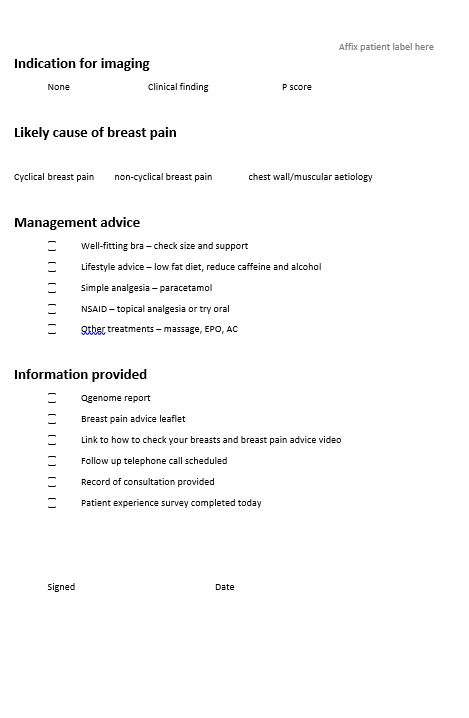 Affix patient label here
Indication for imaging
None Clinical finding P score
Likely cause of breast pain
Cyclical breast pain non-cyclical breast pain chest wall/muscular aetiology
Management advice
Well-fitting bra – check size and support
Lifestyle advice – low fat diet, reduce caffeine and alcohol
Simple analgesia – paracetamol
NSAID – topical analgesia or try oral
Other treatments – massage, EPO, AC
Information provided
Qgenome report
Breast pain advice leaflet
Link to how to check your breasts and breast pain advice video
Follow up telephone call scheduled
Record of consultation provided
Patient experience survey completed today
Signed Date